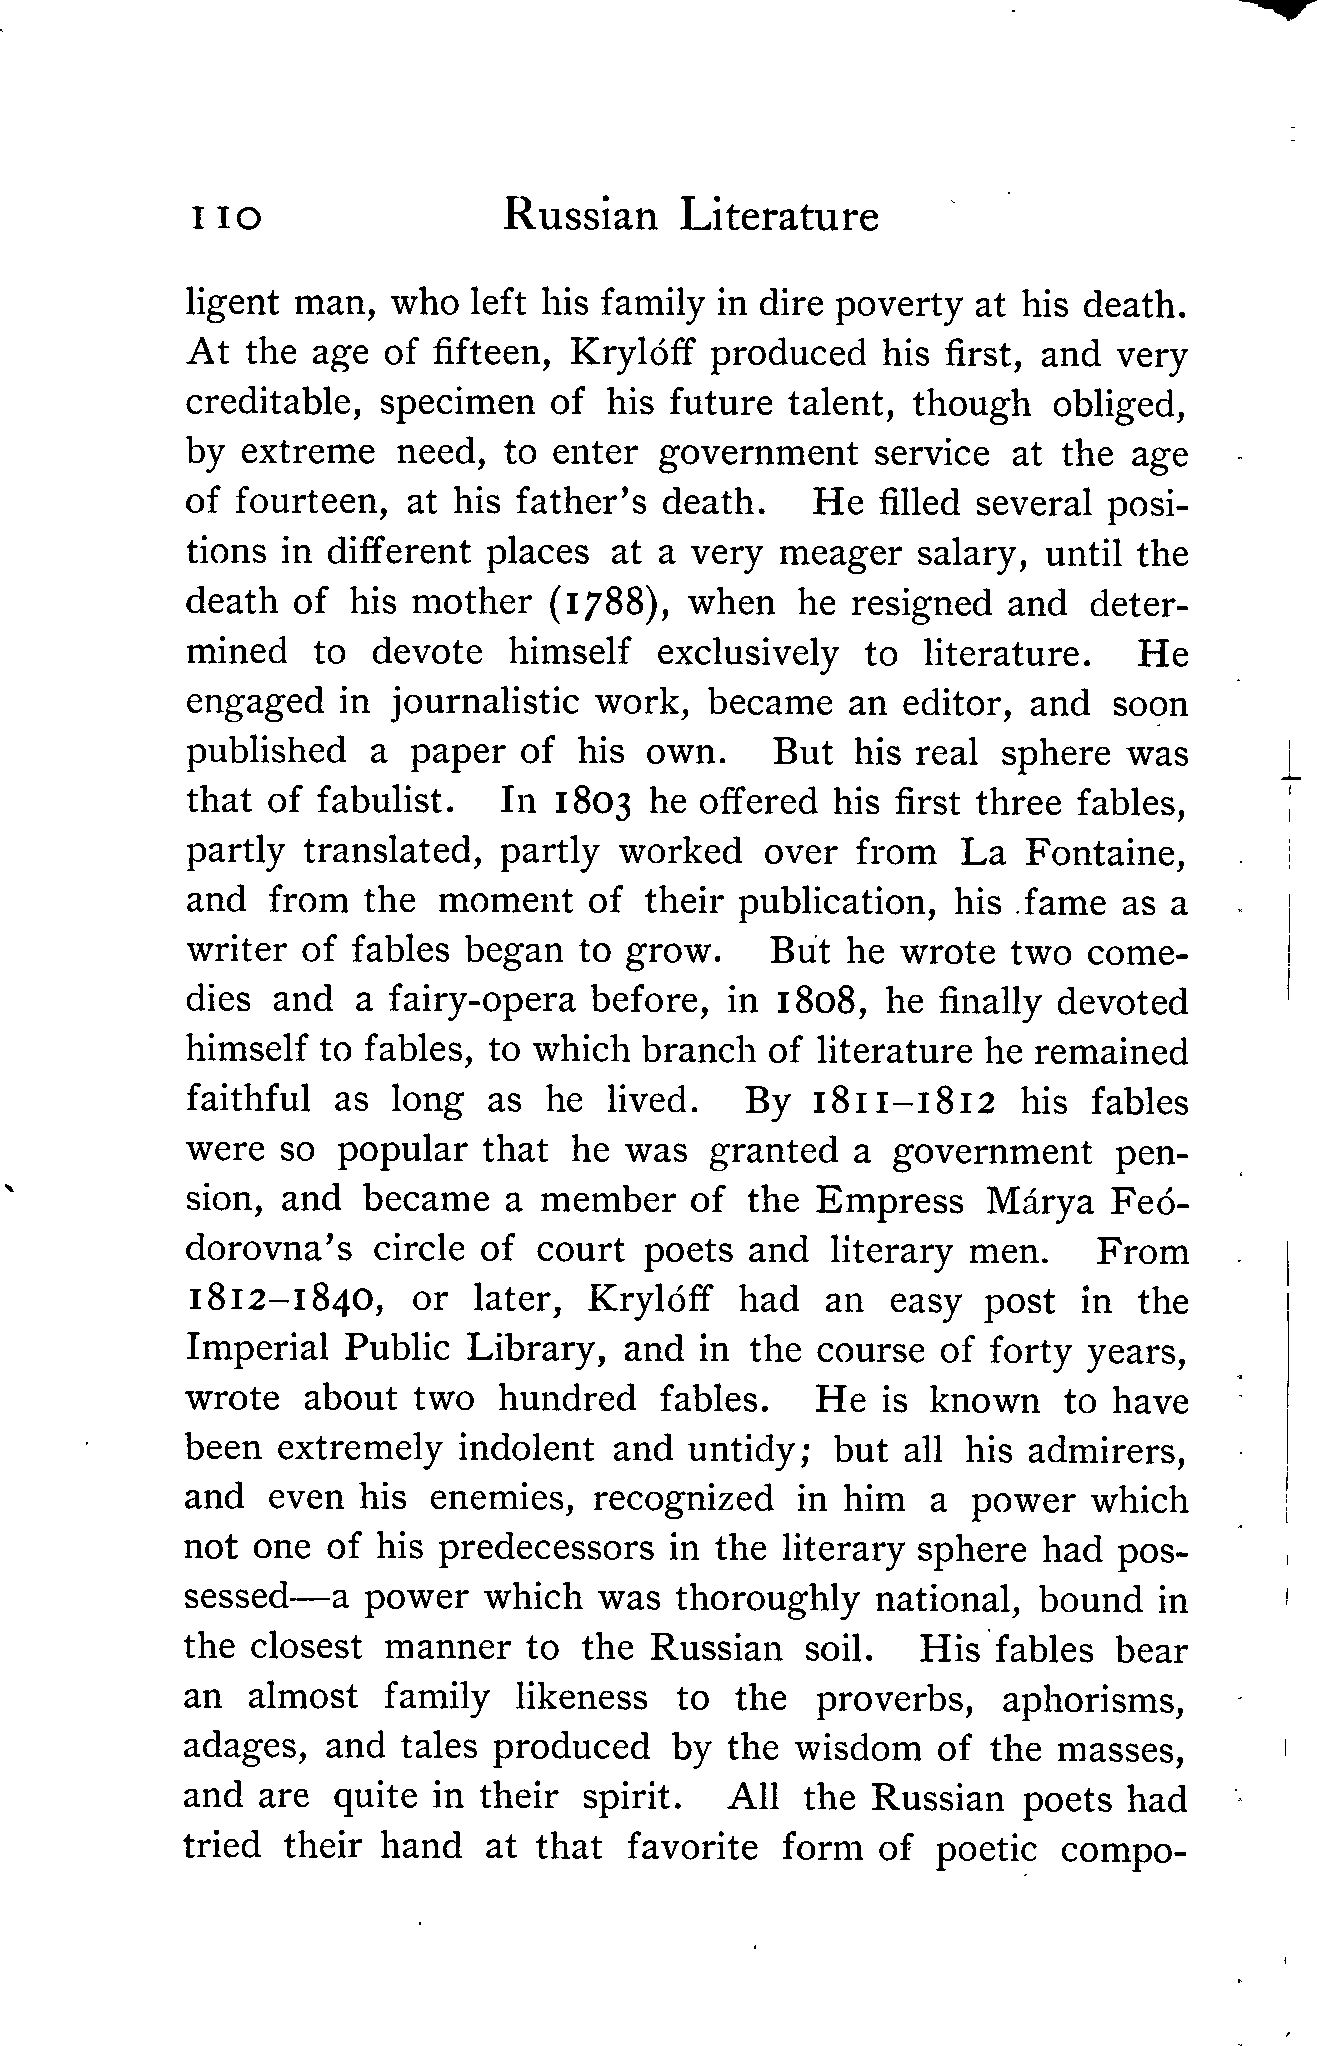 110 Russian Literature
ligent man, who left his family in dire poverty at his death.
At the age of fifteen, Krylóff produced his first, and very
creditable, specimen of his future talent, though obliged,
by extreme need, to enter government service at the age
of fourteen, at his father's death. He filled several posi-
tions in different places at a very meager salary, until the
death of his mother (1788), when he resigned and deter-
mined to devote himself exclusively to literature. He
engaged in journalistic work, became an editor, and soon
published a paper of his own. But his real sphere was
that of fabulist. In 1803 he offered his first three fables,
partly translated, partly worked over from La Fontaine,
and from the moment of their publication, his fame as a
writer of fables began to grow. But he wrote two come-
dies and a fairy-opera before, in 1808, he finally devoted
himself to fables, to which branch of literature he remained
faithful as long as he lived. By 1811–1812 his fables
were so popular that he was granted a government pen-
sion, and became a member of the Empress Márya Feó-
dorovna's circle of court poets and literary men. From
1812–1840, or later, Krylóff had an easy post in the
Imperial Public Library, and in the course of forty years,
wrote about two hundred fables. He is known to have
been extremely indolent and untidy; but all his admirers,
and even his enemies, recognized in him a power which
not one of his predecessors in the literary sphere had pos-
sessed—a power which was thoroughly national, bound in
the closest manner to the Russian soil. His fables bear
an almost family likeness to the proverbs, aphorisms,
adages, and tales produced by the wisdom of the masses,
and are quite in their spirit. All the Russian poets had
tried their hand at that favorite form of poetic compo-